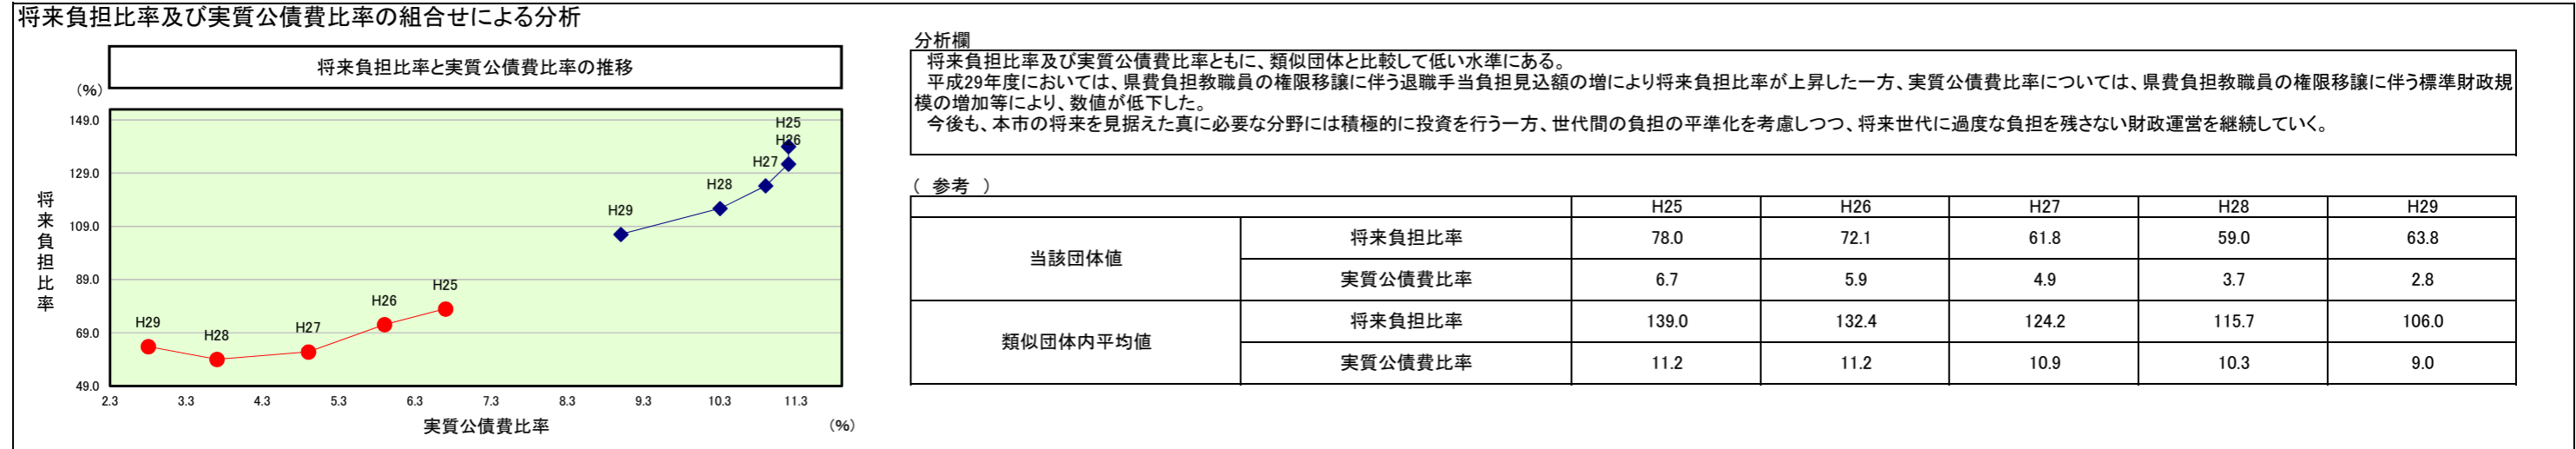 将来負担比率及び実質公債費比率の組合せによる分析
将来負担比率と実質公債費比率の推移
(%)
149.0
129.0
109.0
89.0
69.0
49.0
将来負担比率
H25
H26
H27
H28
H29
H25
H26
H27
H28
H29
2.3 3.3 4.3 5.3 6.3 7.3 8.3 9.3 10.3 11.3
実質公債費比率
(%)
分析欄
将来負担比率及び実質公債費比率ともに、類似団体と比較して低い水準にある。
平成29年度においては、県費負担教職員の権限移譲に伴う退職手当負担見込額の増により将来負担比率が上昇した一方、実質公債費比率については、県費負担教職員の権限移譲に伴う標準財政規
模の増加等により、数値が低下した。
今後も、本市の将来を見据えた真に必要な分野には積極的に投資を行う一方、世代間の負担の平準化を考慮しつつ、将来世代に過度な負担を残さない財政運営を継続していく。
( 参考 )
H25 H26 H27 H28 H29
当該団体値
将来負担比率 78.0 72.1 61.8 59.0 63.8
実質公債費比率 6.7 5.9 4.9 3.7 2.8
類似団体内平均値
将来負担比率 139.0 132.4 124.2 115.7 106.0
実質公債費比率 11.2 11.2 10.9 10.3 9.0